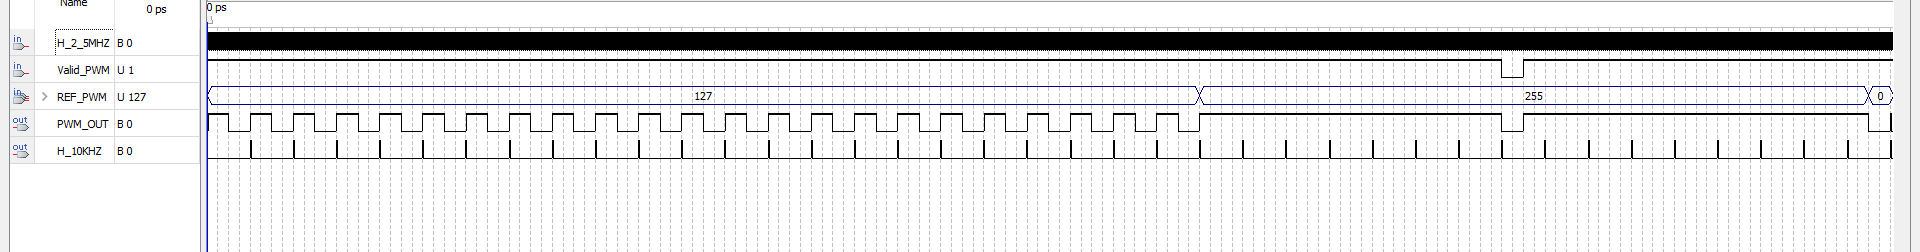 Name
0 ps
0 ps
in H_2_5MHZ B 0
in Valid_PWM U 1
in > REF_PWM U 127 127 255 0
out PWM_OUT B 0
out H_10KHZ B 0